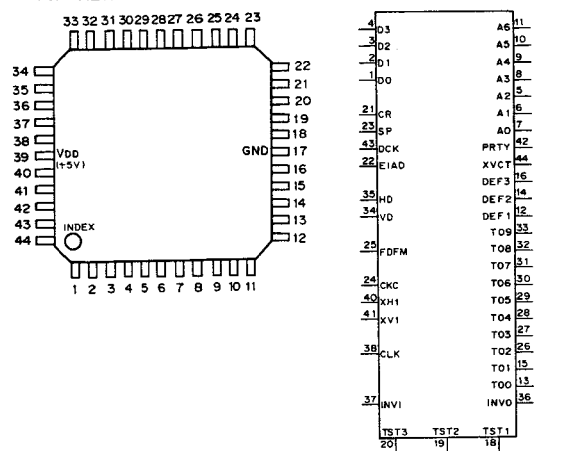 33 32 31 30 29 28 27 26 25 24 23
34 22
35 21
36 20
37 19
38 18
39 VDD GND 17
40 (+5V) 16
41 15
42 14
43 INDEX 13
44 12
1 2 3 4 5 6 7 8 9 10 11
4 D3 A6 11
3 D2 A5 10
2 D1 A4 9
1 D0 A3 8
A2 5
21 CR A1 6
23 SP A0 7
43 DCK PRTY 42
22 EIAD XVCT 44
DEF3 16
35 HD DEF2 14
34 VD DEF1 12
TO9 33
25 FDFM TO8 32
TO7 31
24 CKC TO6 30
40 XH1 TO5 29
41 XV1 TO4 28
TO3 27
38 CLK TO2 26
TO1 15
TO0 13
37 INVI INVO 36
TST3 TST2 TST1
20 19 18